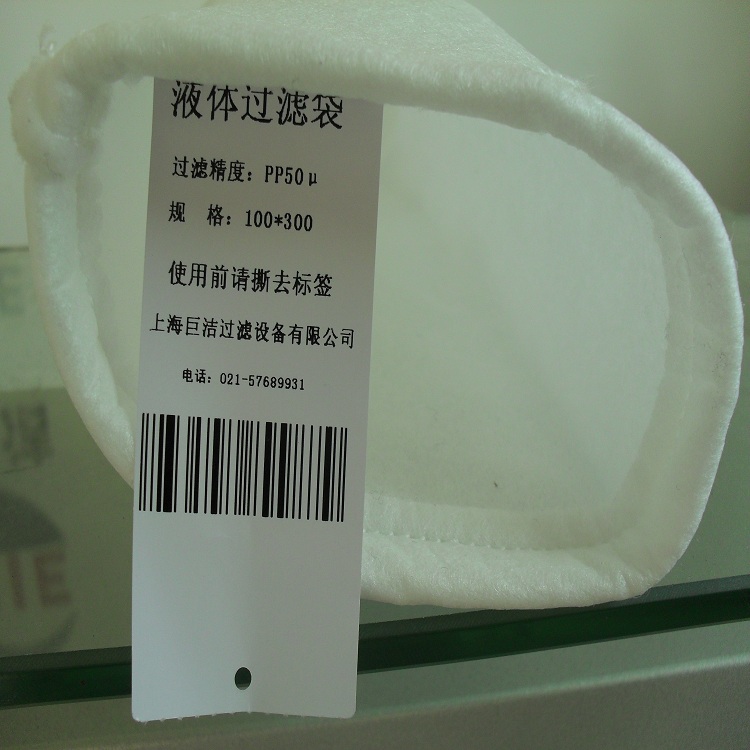 液体过滤袋
过滤精度：PP50μ
规 格：100*300
使用前请撕去标签
上海巨洁过滤设备有限公司
电话：021-57689931